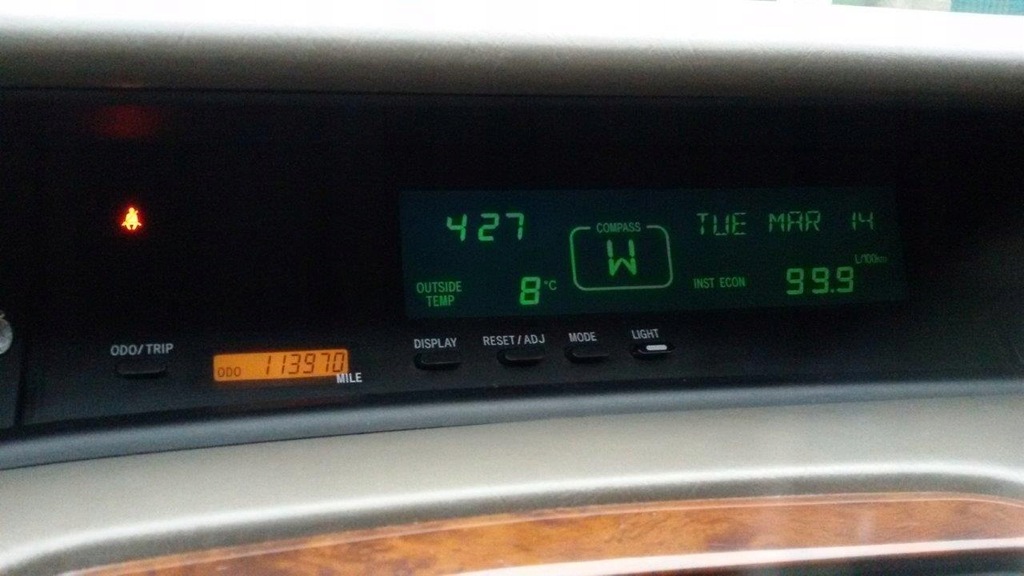 4 27
COMPASS
W
TUE MAR 14
OUTSIDE
TEMP
8 °C
INST ECON
99.9
L/100km
ODO/TRIP
ODO 113970
MILE
DISPLAY
RESET/ADJ
MODE
LIGHT